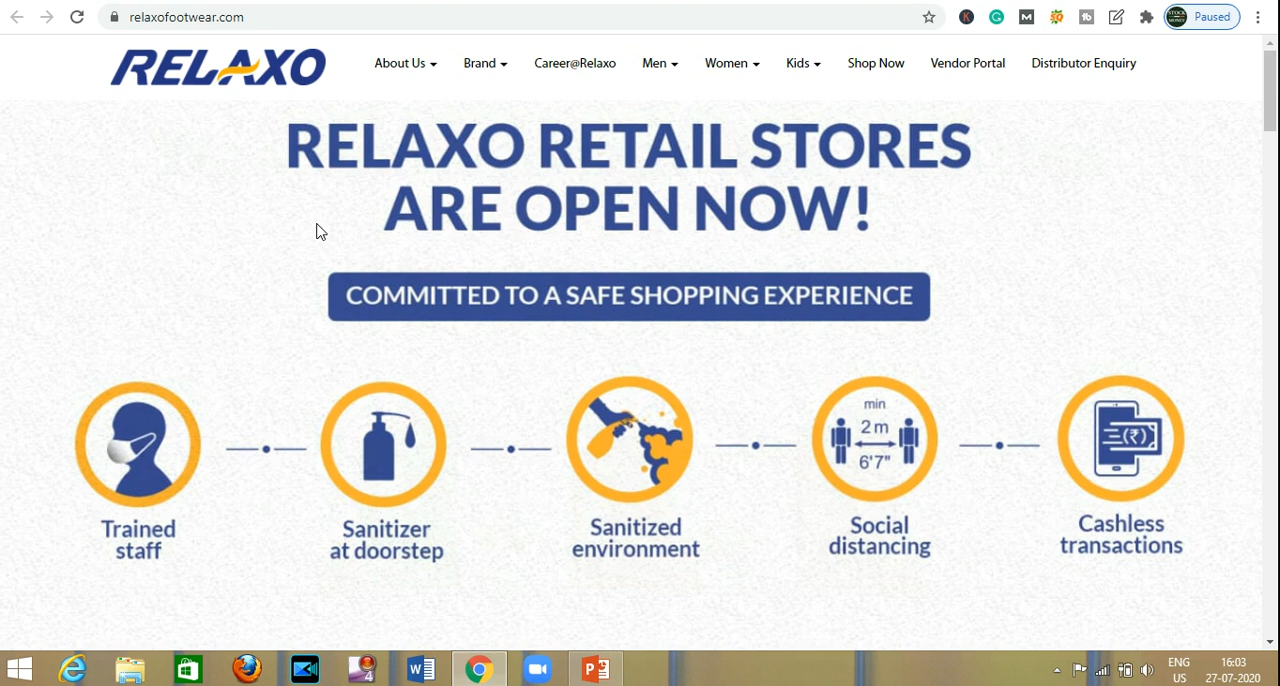 relaxofootwear.com
Paused
RELAXO
About Us
Brand
Career@Relaxo
Men
Women
Kids
Shop Now
Vendor Portal
Distributor Enquiry
RELAXO RETAIL STORES
ARE OPEN NOW!
COMMITTED TO A SAFE SHOPPING EXPERIENCE
min
2 m
6'7"
(₹)
Trained
staff
Sanitizer
at doorstep
Sanitized
environment
Social
distancing
Cashless
transactions
ENG
US
16:03
27-07-2020